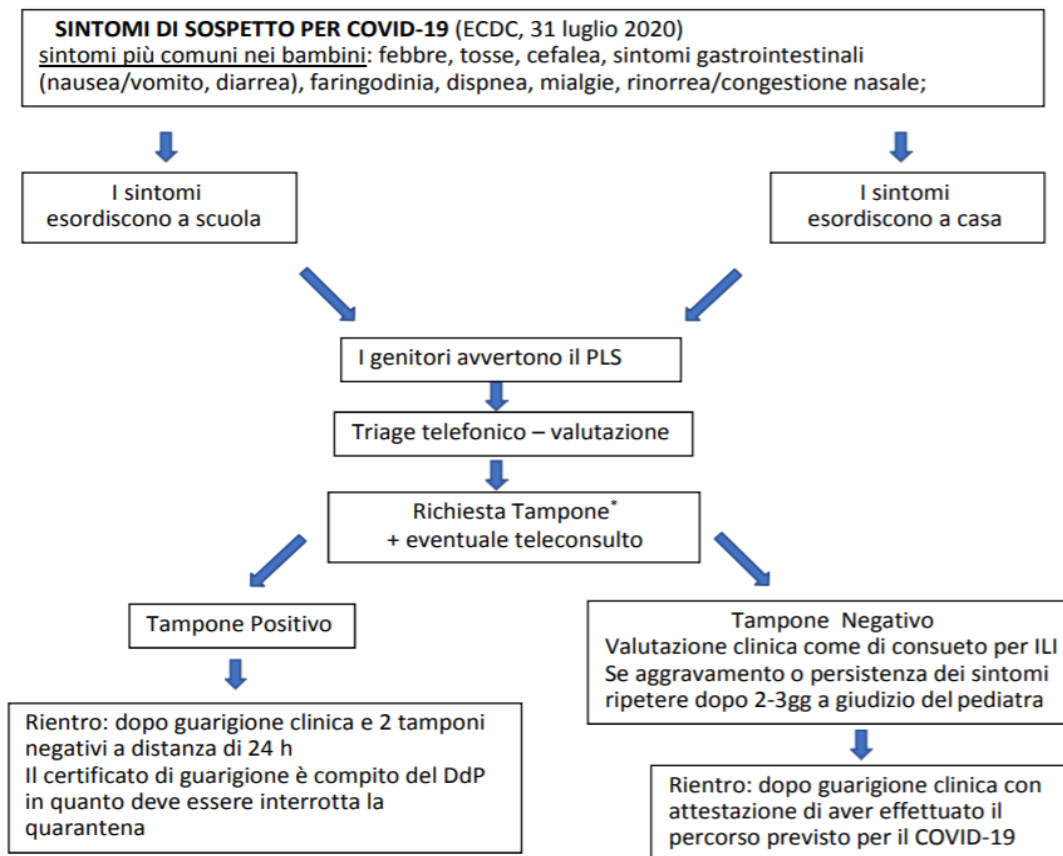 SINTOMI DI SOSPETTO PER COVID-19 (ECDC, 31 luglio 2020)
sintomi più comuni nei bambini: febbre, tosse, cefalea, sintomi gastrointestinali
(nausea/vomito, diarrea), faringodinia, dispnea, mialgie, rinorrea/congestione nasale;
I sintomi
esordiscono a scuola
I sintomi
esordiscono a casa
I genitori avvertono il PLS
Triage telefonico – valutazione
Richiesta Tampone*
+ eventuale teleconsulto
Tampone Positivo
Tampone Negativo
Valutazione clinica come di consueto per ILI
Se aggravamento o persistenza dei sintomi
ripetere dopo 2-3gg a giudizio del pediatra
Rientro: dopo guarigione clinica e 2 tamponi
negativi a distanza di 24 h
Il certificato di guarigione è compito del DdP
in quanto deve essere interrotta la
quarantena
Rientro: dopo guarigione clinica con
attestazione di aver effettuato il
percorso previsto per il COVID-19